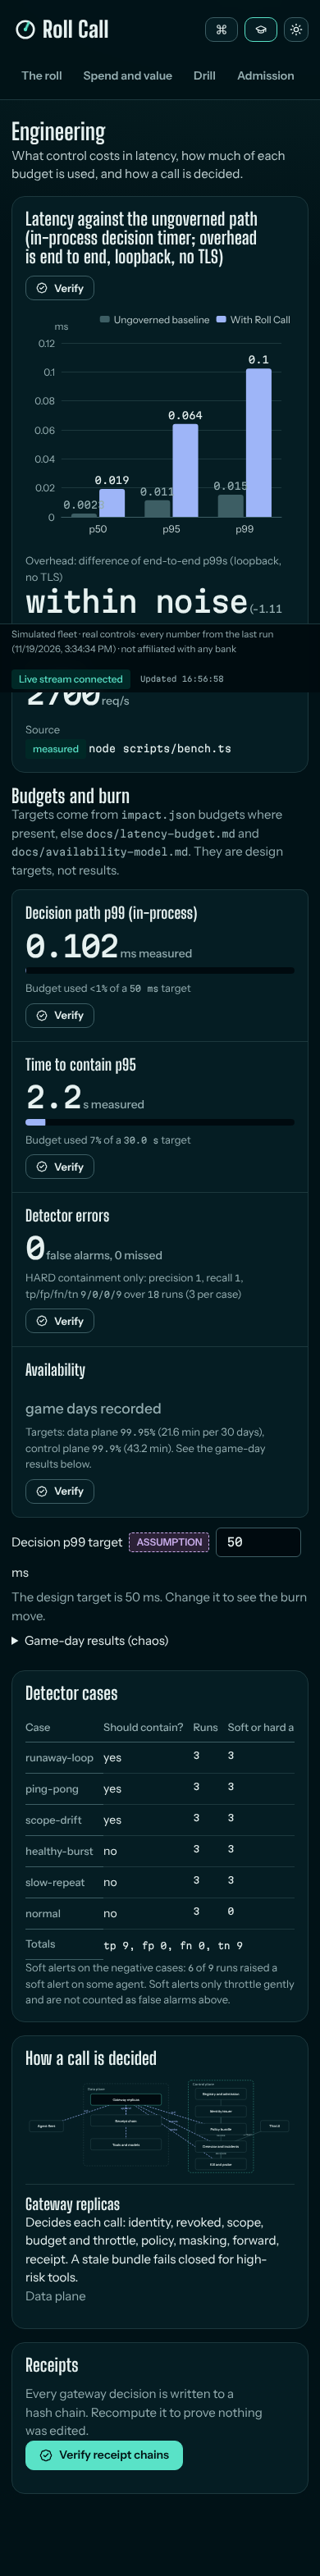 Roll Call
The roll Spend and value Drill Admission
Engineering
What control costs in latency, how much of each
budget is used, and how a call is decided.
Latency against the ungoverned path
(in-process decision timer; overhead
is end to end, loopback, no TLS)
Verify
ms
Ungoverned baseline With Roll Call
0.12
0.1
0.08
0.06
0.04
0.02
0
0.019
0.011
0.064
0.015
0.1
p50 p95 p99
Overhead: difference of end-to-end p99s (loopback,
no TLS)
within noise (-1.11
Simulated fleet · real controls · every number from the last run
(11/19/2026, 3:34:34 PM) · not affiliated with any bank
Live stream connected Updated 16:56:58
2700 req/s
Source
measured node scripts/bench.ts
Budgets and burn
Targets come from impact.json budgets where
present, else docs/latency-budget.md and
docs/availability-model.md. They are design
targets, not results.
Decision path p99 (in-process)
0.102 ms measured
Budget used <1% of a 50 ms target
Verify
Time to contain p95
2.2 s measured
Budget used 7% of a 30.0 s target
Verify
Detector errors
0 false alarms, 0 missed
HARD containment only: precision 1, recall 1,
tp/fp/fn/tn 9/0/0/9 over 18 runs (3 per case)
Verify
Availability
game days recorded
Targets: data plane 99.95% (21.6 min per 30 days),
control plane 99.9% (43.2 min). See the game-day
results below.
Verify
Decision p99 target ASSUMPTION 50
ms
The design target is 50 ms. Change it to see the burn
move.
Game-day results (chaos)
Detector cases
Case Should contain? Runs Soft or hard a
runaway-loop yes 3 3
ping-pong yes 3 3
scope-drift yes 3 3
healthy-burst no 3 3
slow-repeat no 3 3
normal no 3 0
Totals tp 9, fp 0, fn 0, tn 9
Soft alerts on the negative cases: 6 of 9 runs raised a
soft alert on some agent. Soft alerts only throttle gently
and are not counted as false alarms above.
How a call is decided
Gateway replicas
Registry and admission
Identity issuer
Agent fleet
Receipt chain
Policy bundle
Tools and models
Gateway replicas
Decides each call: identity, revoked, scope,
budget and throttle, policy, masking, forward,
receipt. A stale bundle fails closed for high-
risk tools.
Data plane
Receipts
Every gateway decision is written to a
hash chain. Recompute it to prove nothing
was edited.
Verify receipt chains